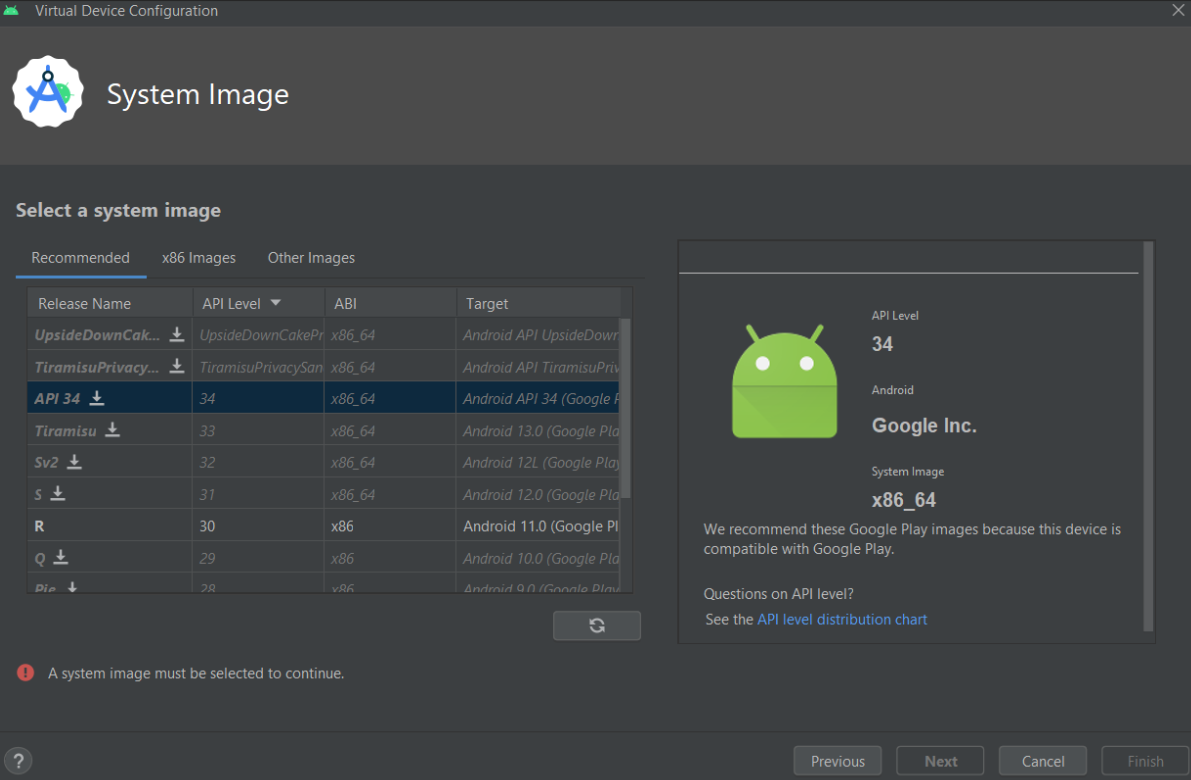 Virtual Device Configuration
System Image
Select a system image
Recommended x86 Images Other Images
Release Name API Level ABI Target
UpsideDownCak... UpsideDownCakePr x86_64 Android API UpsideDown
TiramisuPrivacy... TiramisuPrivacySan x86_64 Android API TiramisuPriv
API 34 34 x86_64 Android API 34 (Google P
Tiramisu 33 x86_64 Android 13.0 (Google Pla
Sv2 32 x86_64 Android 12L (Google Play
S 31 x86_64 Android 12.0 (Google Pla
R 30 x86 Android 11.0 (Google Pl
Q 29 x86 Android 10.0 (Google Pla
Pie 28 x86 Android 9.0 (Google Play
API Level
34
Android
Google Inc.
System Image
x86_64
We recommend these Google Play images because this device is
compatible with Google Play.
Questions on API level?
See the API level distribution chart
A system image must be selected to continue.
? Previous Next Cancel Finish